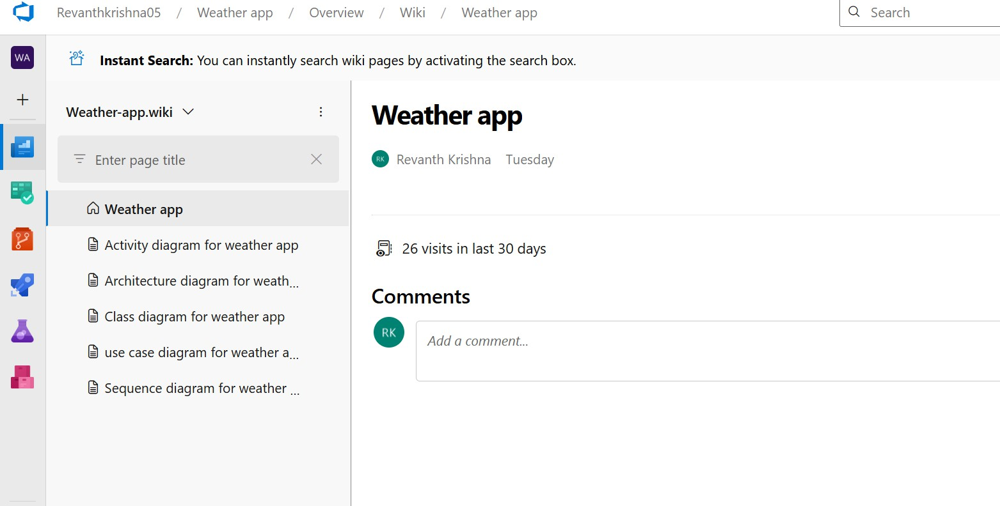 Revanthkrishna05 / Weather app / Overview / Wiki / Weather app
Search
WA
Instant Search: You can instantly search wiki pages by activating the search box.
Weather-app.wiki
Enter page title
Weather app
Activity diagram for weather app
Architecture diagram for weath...
Class diagram for weather app
use case diagram for weather a...
Sequence diagram for weather ...
Weather app
RK Revanth Krishna Tuesday
26 visits in last 30 days
Comments
RK
Add a comment...